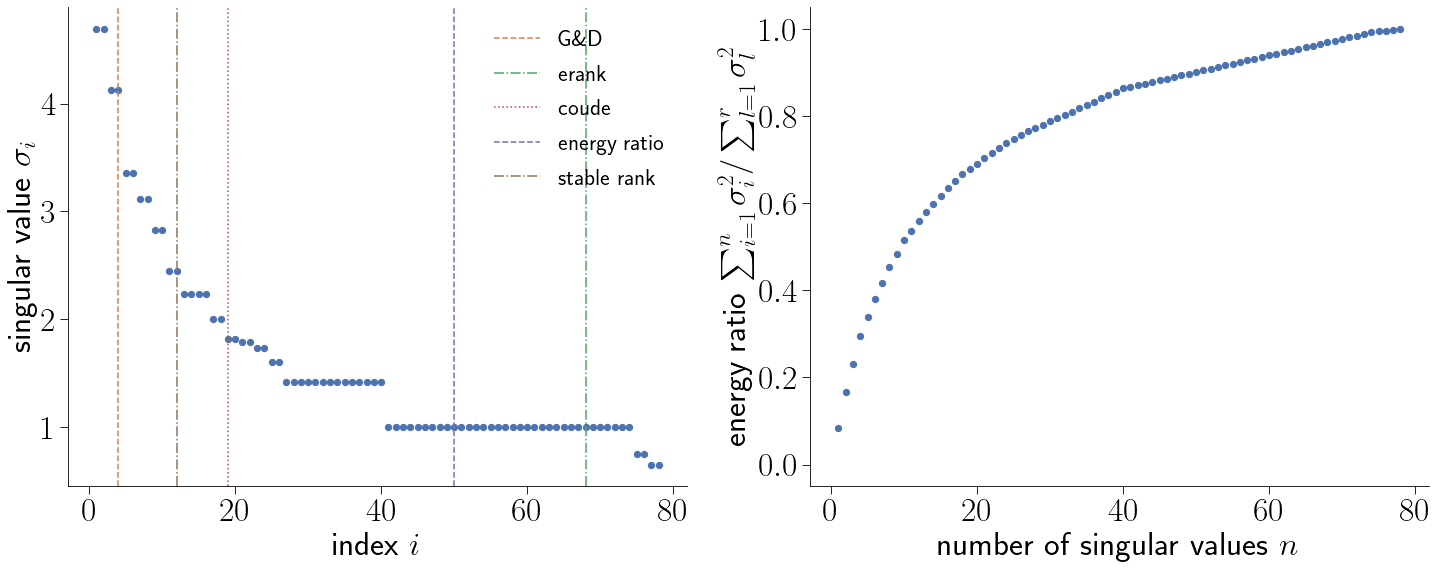 singular value σ_i
4
3
2
1
0 20 40 60 80
index i
G&D
erank
coude
energy ratio
stable rank
energy ratio ∑_{i=1}^{n} σ_i^2 / ∑_{l=1}^{r} σ_l^2
1.0
0.8
0.6
0.4
0.2
0.0
0 20 40 60 80
number of singular values n